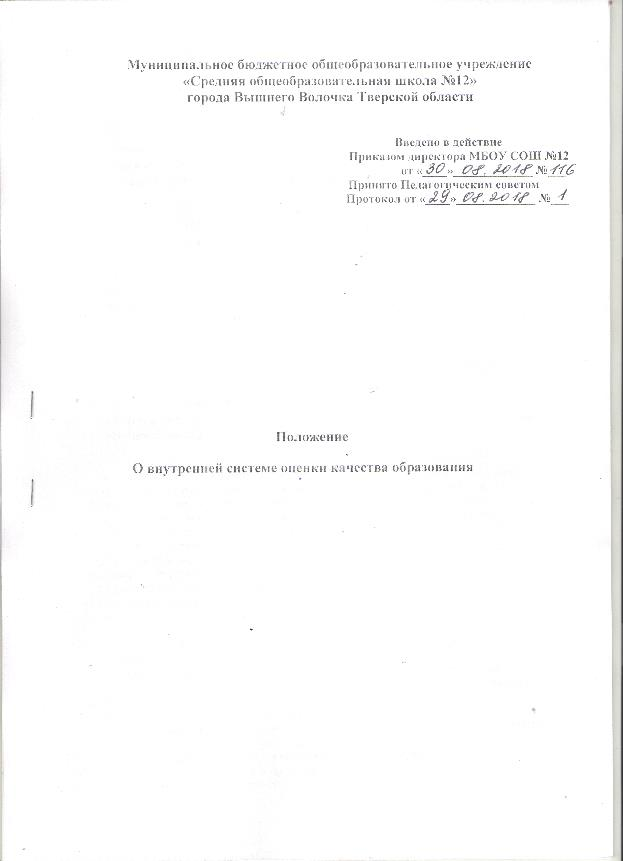 Муниципальное бюджетное общеобразовательное учреждение
«Средняя общеобразовательная школа №12»
города Вышнего Волочка Тверской области
Введено в действие
Приказом директора МБОУ СОШ №12
от «30» 08. 2018 №116
Принято Педагогическим советом
Протокол от «29» 08. 2018 № 1
Положение
О внутренней системе оценки качества образования